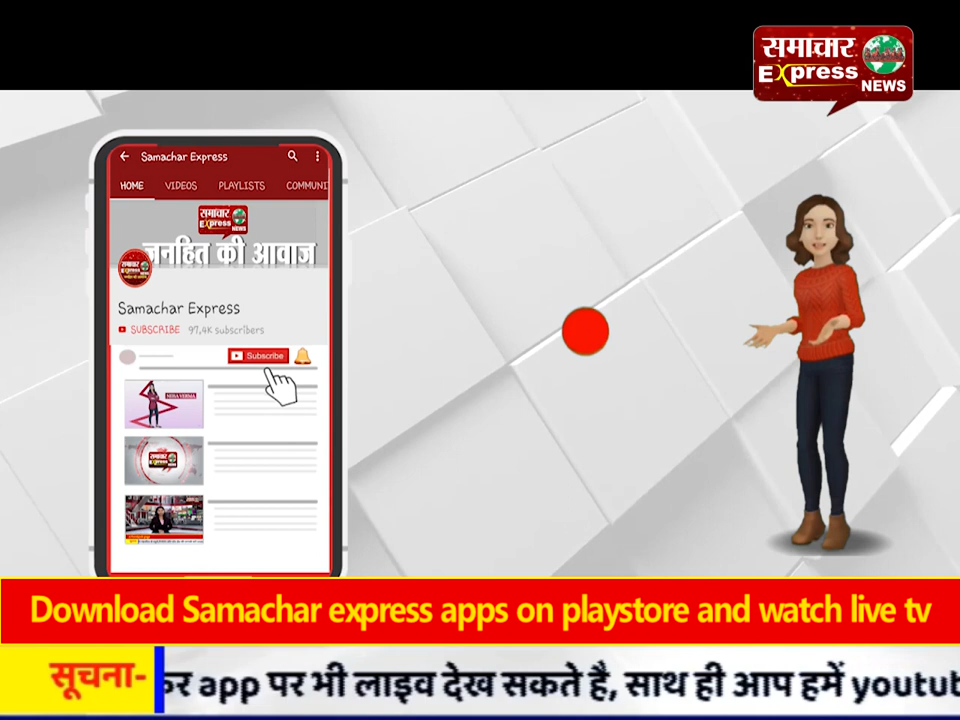 समाचार
Express
NEWS
Samachar Express
HOME VIDEOS PLAYLISTS COMMUNI
समाचार
Express
NEWS
जनहित की आवाज
Samachar Express
SUBSCRIBE 97,4K subscribers
Subscribe
Download Samachar express apps on playstore and watch live tv
सूचना- कर app पर भी लाइव देख सकते है, साथ ही आप हमें youtub